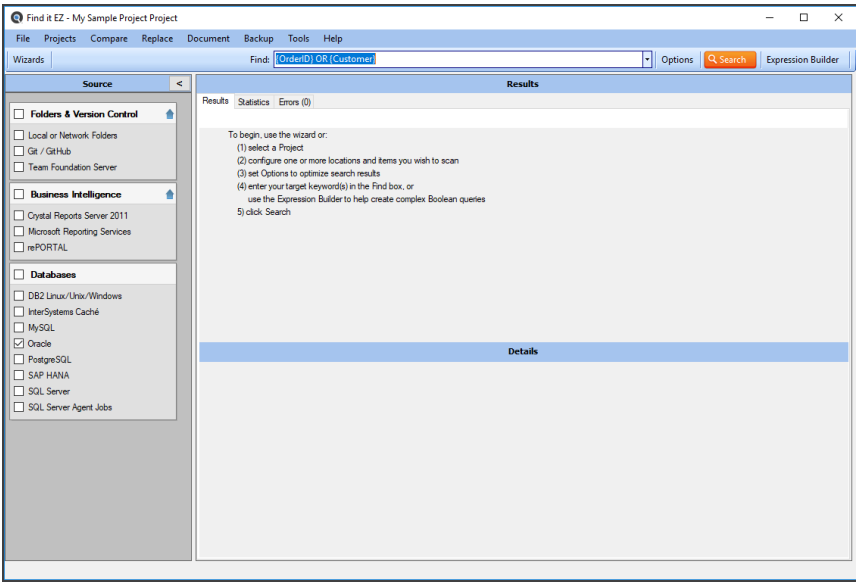 Find it EZ - My Sample Project Project
File Projects Compare Replace Document Backup Tools Help
Wizards Find: {OrderID} OR {Customer} Options Search Expression Builder
Source <
Folders & Version Control
Local or Network Folders
Git / GitHub
Team Foundation Server
Business Intelligence
Crystal Reports Server 2011
Microsoft Reporting Services
rePORTAL
Databases
DB2 Linux/Unix/Windows
InterSystems Caché
MySQL
Oracle
PostgreSQL
SAP HANA
SQL Server
SQL Server Agent Jobs
Results
Results Statistics Errors (0)
To begin, use the wizard or:
(1) select a Project
(2) configure one or more locations and items you wish to scan
(3) set Options to optimize search results
(4) enter your target keyword(s) in the Find box, or
use the Expression Builder to help create complex Boolean queries
5) click Search
Details